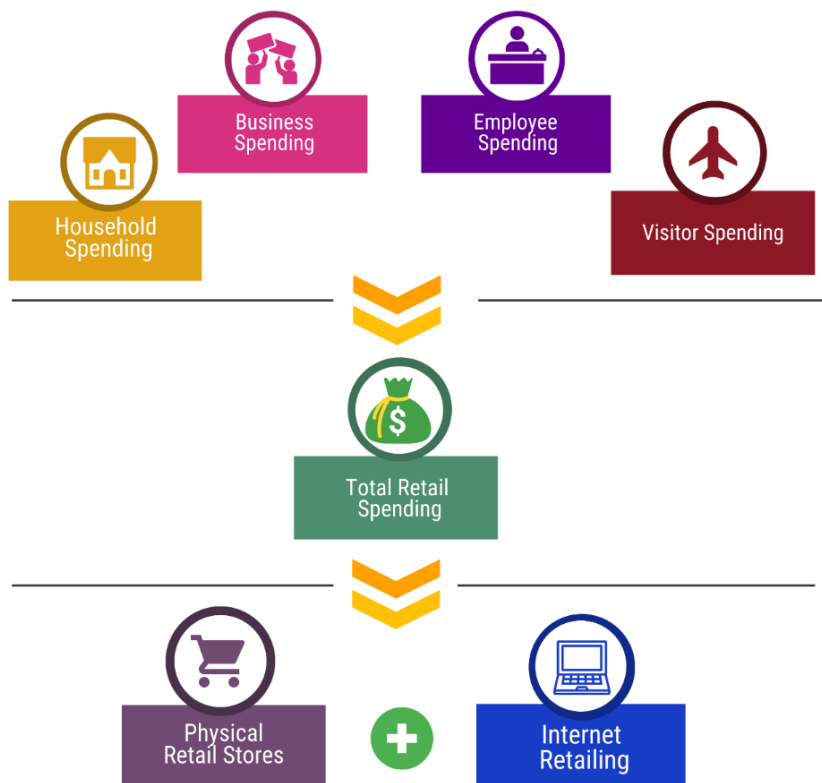 Business
Spending
Employee
Spending
Household
Spending
Visitor Spending
$
Total Retail
Spending
Physical
Retail Stores
Internet
Retailing